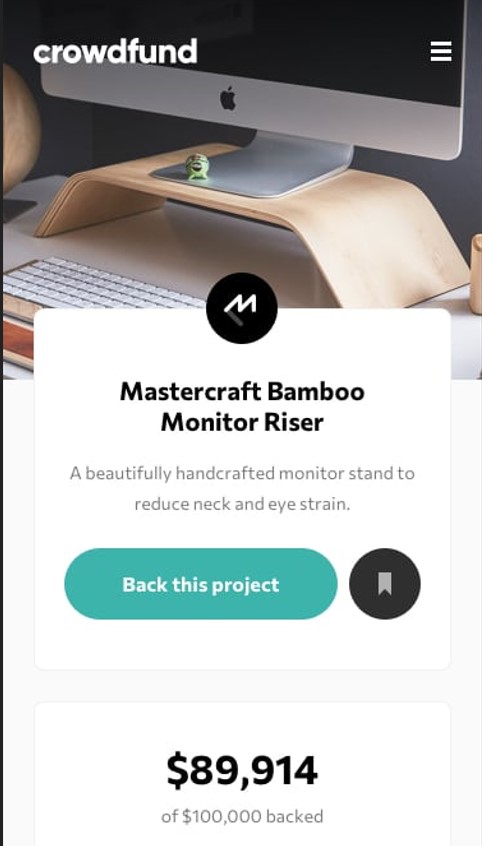 crowdfund
Mastercraft Bamboo
Monitor Riser
A beautifully handcrafted monitor stand to
reduce neck and eye strain.
Back this project
$89,914
of $100,000 backed